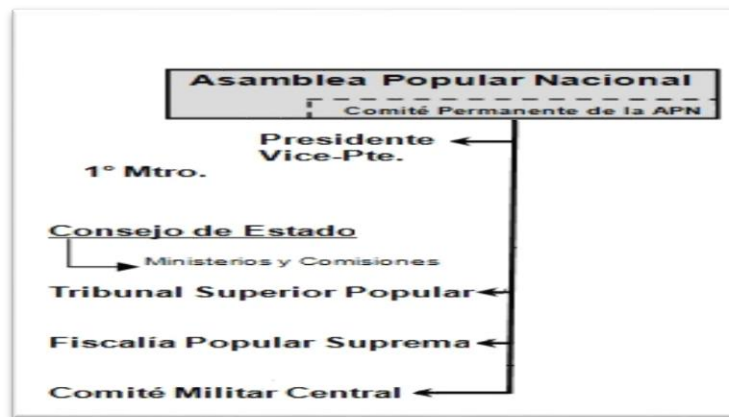 Asamblea Popular Nacional
Comité Permanente de la APN
Presidente
Vice-Pte.
1º Mtro.
Consejo de Estado
Ministerios y Comisiones
Tribunal Superior Popular
Fiscalía Popular Suprema
Comité Militar Central